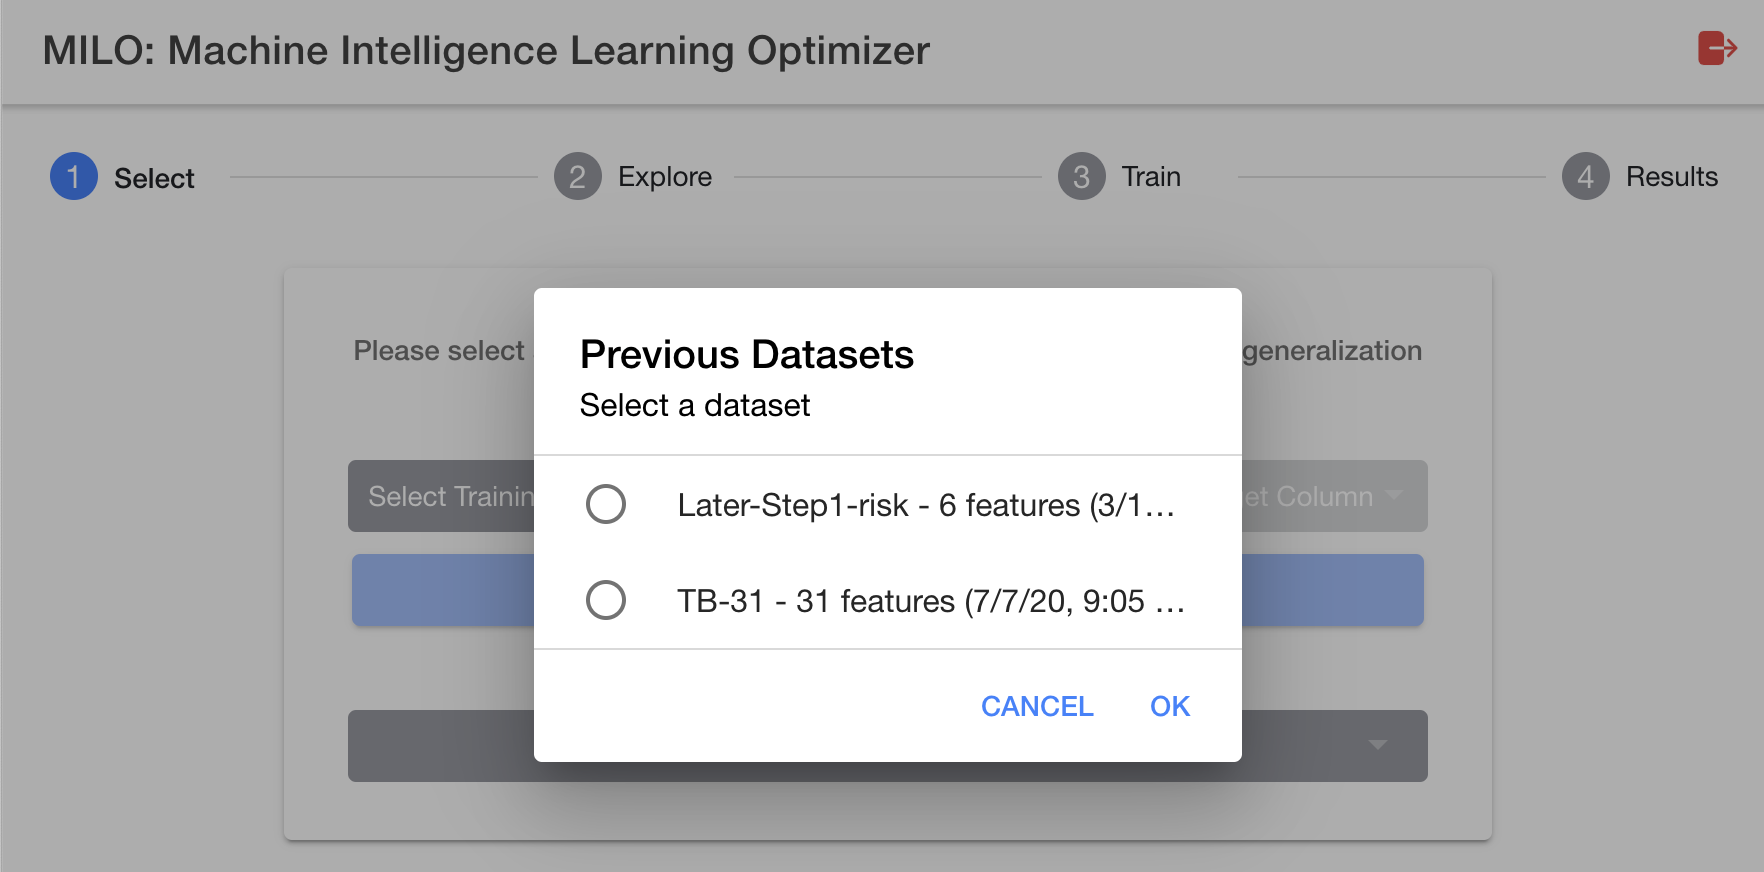 MILO: Machine Intelligence Learning Optimizer
1 Select 2 Explore 3 Train 4 Results
Previous Datasets
Please select generalization
Select a dataset
Select et Column
Later-Step1-risk - 6 features (3/1...
TB-31 - 31 features (7/7/20, 9:05 ...
CANCEL OK